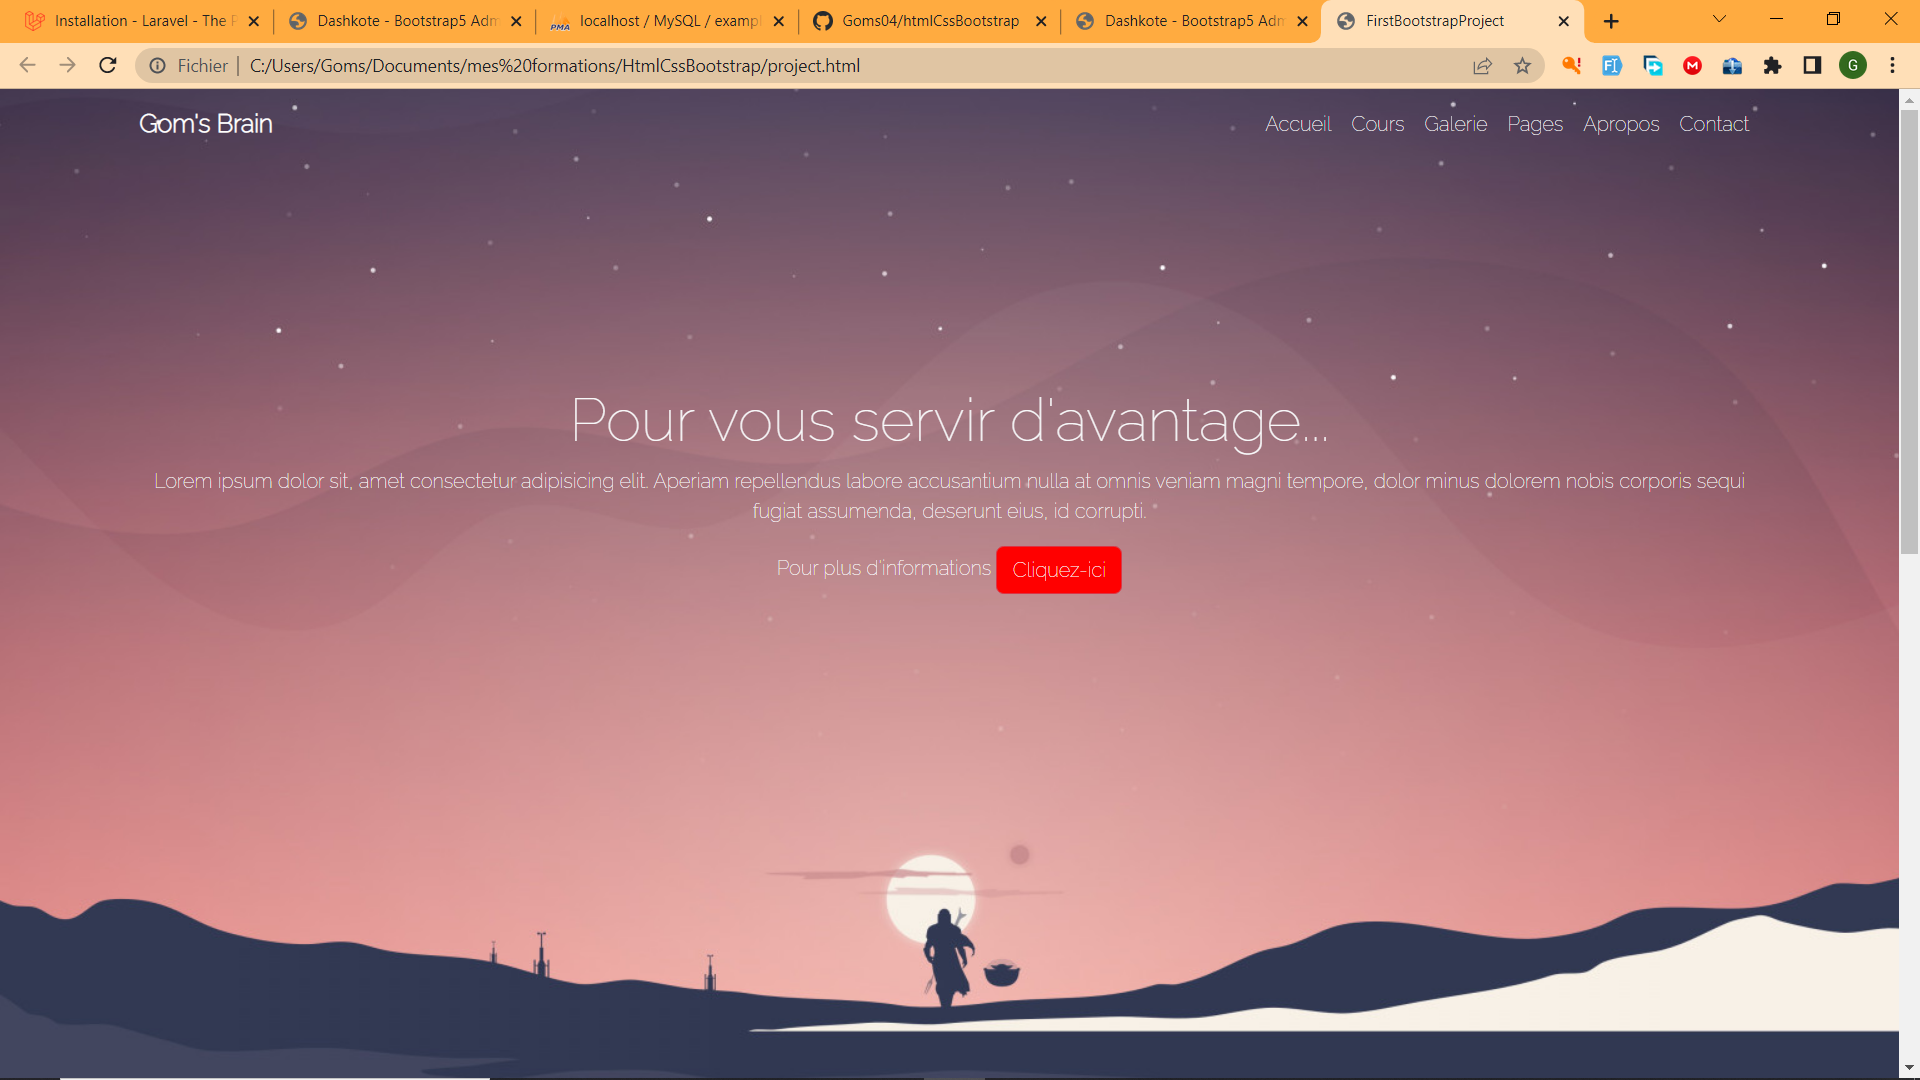 Installation - Laravel - The P
Dashkote - Bootstrap5 Adm
PMA
localhost / MySQL / exampl
Goms04/htmlCssBootstrap
Dashkote - Bootstrap5 Adm
FirstBootstrapProject
Fichier | C:/Users/Goms/Documents/mes%20formations/HtmlCssBootstrap/project.html
G
Gom's Brain
Accueil Cours Galerie Pages Apropos Contact
Pour vous servir d'avantage...
Lorem ipsum dolor sit, amet consectetur adipisicing elit. Aperiam repellendus labore accusantium nulla at omnis veniam magni tempore, dolor minus dolorem nobis corporis sequi
fugiat assumenda, deserunt eius, id corrupti.
Pour plus d'informations Cliquez-ici